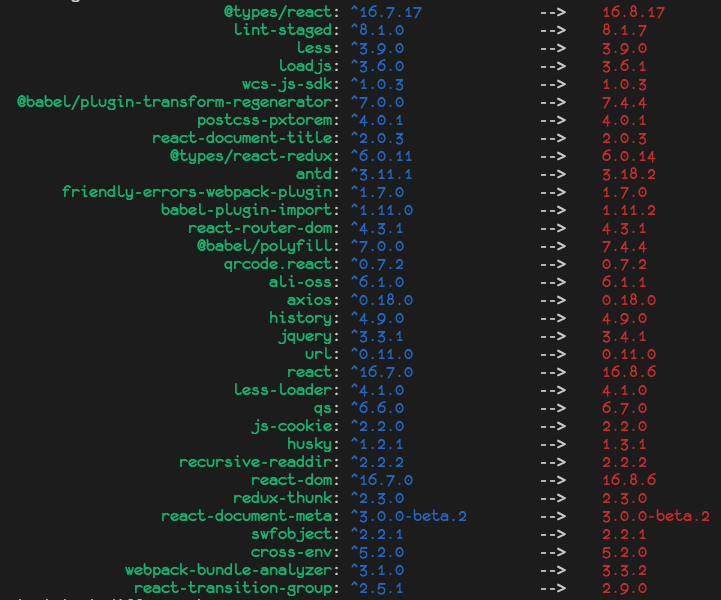 @types/react: ^16.7.17 --> 16.8.17
lint-staged: ^8.1.0 --> 8.1.7
less: ^3.9.0 --> 3.9.0
loadjs: ^3.6.0 --> 3.6.1
wcs-js-sdk: ^1.0.3 --> 1.0.3
@babel/plugin-transform-regenerator: ^7.0.0 --> 7.4.4
postcss-pxtorem: ^4.0.1 --> 4.0.1
react-document-title: ^2.0.3 --> 2.0.3
@types/react-redux: ^6.0.11 --> 6.0.14
antd: ^3.11.1 --> 3.18.2
friendly-errors-webpack-plugin: ^1.7.0 --> 1.7.0
babel-plugin-import: ^1.11.0 --> 1.11.2
react-router-dom: ^4.3.1 --> 4.3.1
@babel/polyfill: ^7.0.0 --> 7.4.4
qrcode.react: ^0.7.2 --> 0.7.2
ali-oss: ^6.1.0 --> 6.1.1
axios: ^0.18.0 --> 0.18.0
history: ^4.9.0 --> 4.9.0
jquery: ^3.3.1 --> 3.4.1
url: ^0.11.0 --> 0.11.0
react: ^16.7.0 --> 16.8.6
less-loader: ^4.1.0 --> 4.1.0
qs: ^6.6.0 --> 6.7.0
js-cookie: ^2.2.0 --> 2.2.0
husky: ^1.2.1 --> 1.3.1
recursive-readdir: ^2.2.2 --> 2.2.2
react-dom: ^16.7.0 --> 16.8.6
redux-thunk: ^2.3.0 --> 2.3.0
react-document-meta: ^3.0.0-beta.2 --> 3.0.0-beta.2
swfobject: ^2.2.1 --> 2.2.1
cross-env: ^5.2.0 --> 5.2.0
webpack-bundle-analyzer: ^3.1.0 --> 3.3.2
react-transition-group: ^2.5.1 --> 2.9.0